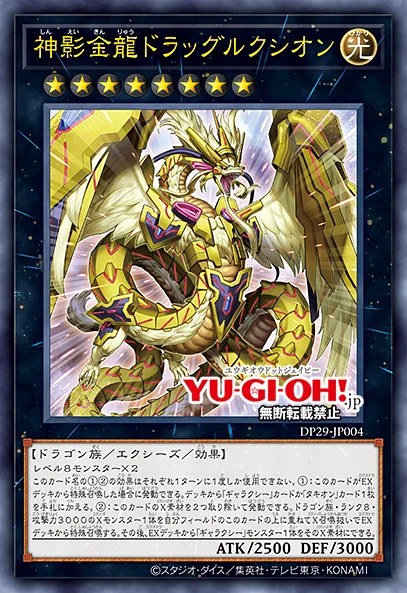 神影金龍ドラッグルクシオン
光
ユウギオウドットジェイピー
YU-GI-OH!.jp
無断転載禁止
DP29-JP004
【ドラゴン族/エクシーズ/効果】
レベル8モンスター×2
このカード名の①②の効果はそれぞれ1ターンに1度しか使用できない。①:このカードがEX
デッキから特殊召喚した場合に発動できる。デッキから「ギャラクシー」カードか「タキオン」カード1枚
を手札に加える。②:このカードのX素材を2つ取り除いて発動できる。ドラゴン族・ランク8・
攻撃力3000のXモンスター1体を自分フィールドのこのカードの上に重ねてX召喚扱いでEX
デッキから特殊召喚する。その後、EXデッキから「ギャラクシー」モンスター1体をそのX素材にできる。
ATK/2500 DEF/3000
©スタジオ・ダイス/集英社・テレビ東京・KONAMI